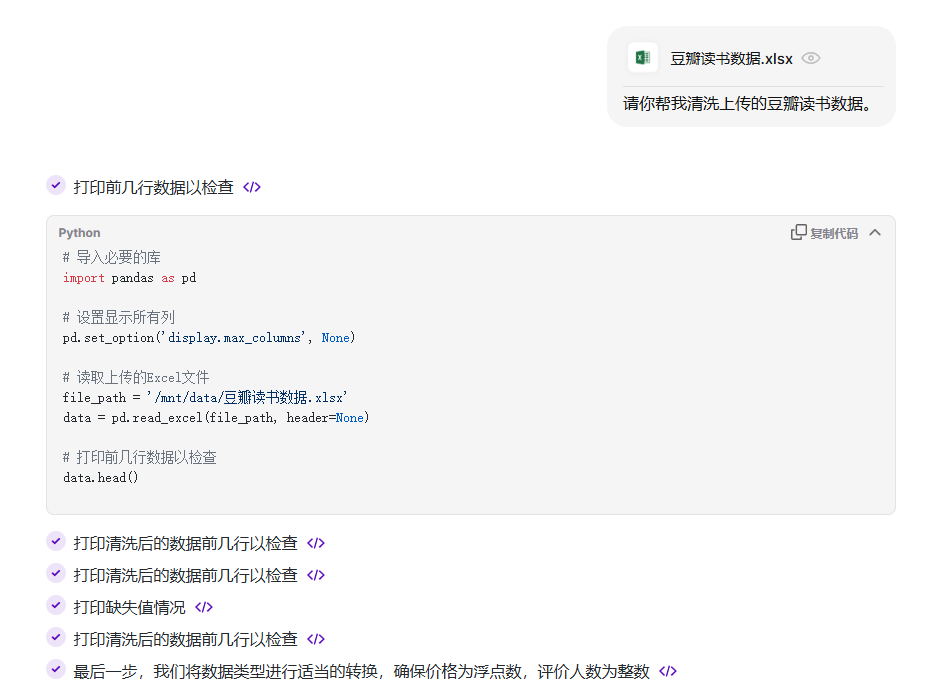 豆瓣读书数据.xlsx
请你帮我清洗上传的豆瓣读书数据。
打印前几行数据以检查 </>
Python 复制代码
# 导入必要的库
import pandas as pd
# 设置显示所有列
pd.set_option('display.max_columns', None)
# 读取上传的Excel文件
file_path = '/mnt/data/豆瓣读书数据.xlsx'
data = pd.read_excel(file_path, header=None)
# 打印前几行数据以检查
data.head()
打印清洗后的数据前几行以检查 </>
打印清洗后的数据前几行以检查 </>
打印缺失值情况 </>
打印清洗后的数据前几行以检查 </>
最后一步，我们将数据类型进行适当的转换，确保价格为浮点数，评价人数为整数 </>